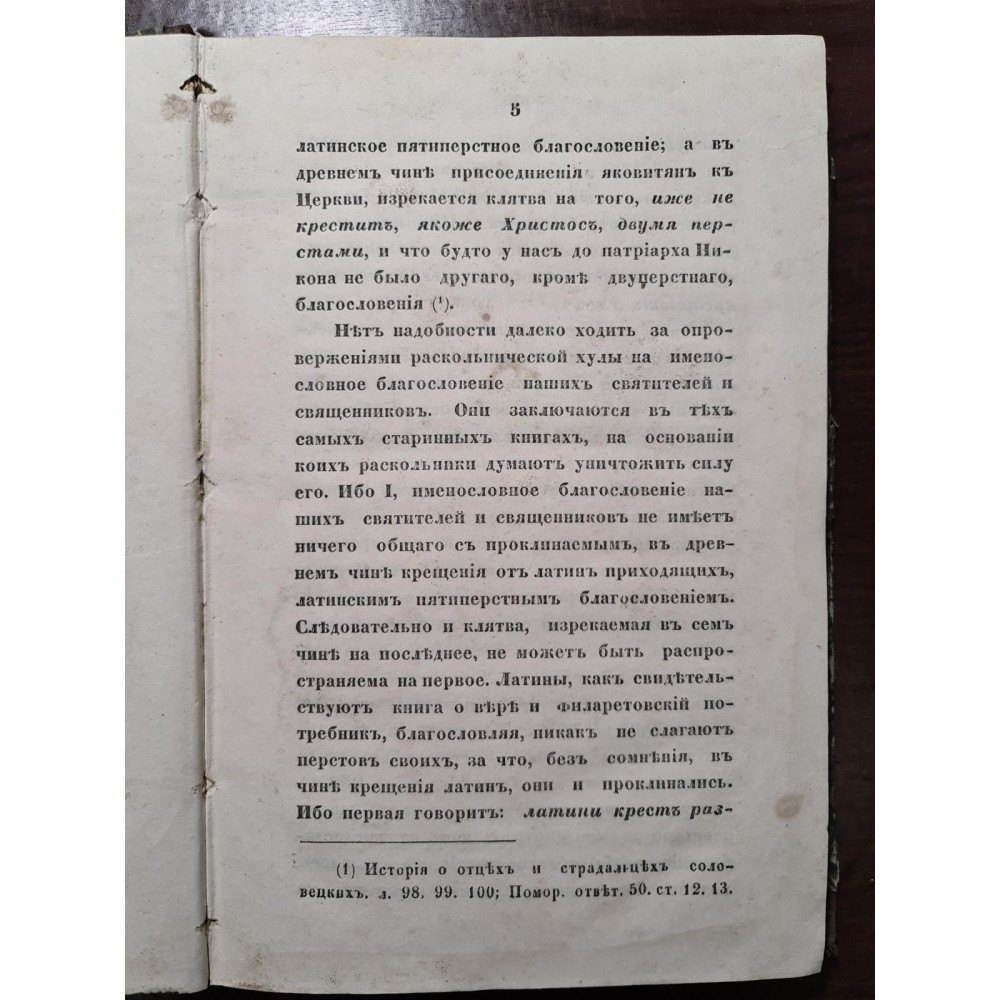 5
латинское пятиперстное благословеніе; а въ
древнемъ чинѣ присоединенія яковитянъ къ
Церкви, изрекается клятва на того, иже не
креститъ, якоже Христосъ, двумя пер-
стами, и что будто у насъ до патріарха Ни-
кона не было другаго, кромѣ двуперстнаго,
благословенія (¹).
Нѣтъ надобности далеко ходить за опро-
верженіями раскольнической хулы на имено-
словное благословеніе нашихъ святителей и
священниковъ. Они заключаются въ тѣхъ
самыхъ старинныхъ книгахъ, на основаніи
коихъ раскольники думаютъ уничтожить силу
его. Ибо I, именословное благословеніе на-
шихъ святителей и священниковъ не имѣетъ
ничего общаго съ проклинаемымъ, въ древ-
немъ чинѣ крещенія отъ латинъ приходящихъ,
латинскимъ пятиперстнымъ благословеніемъ.
Слѣдовательно и клятва, изрекаемая въ семъ
чинѣ на послѣднее, не можетъ быть распро-
страняема на первое. Латины, какъ свидѣтель-
ствуютъ книга о вѣрѣ и Филаретовскій по-
требникъ, благословляя, никакъ не слагаютъ
перстовъ своихъ, за что, безъ сомнѣнія, въ
чинѣ крещенія латинъ, они и проклинались.
Ибо первая говоритъ: латини крестъ раз-
(1) Исторія о отцѣхъ и страдальцѣхъ соло-
вецкихъ. л. 98. 99. 100; Помор. отвѣт. 50. ст. 12. 13.